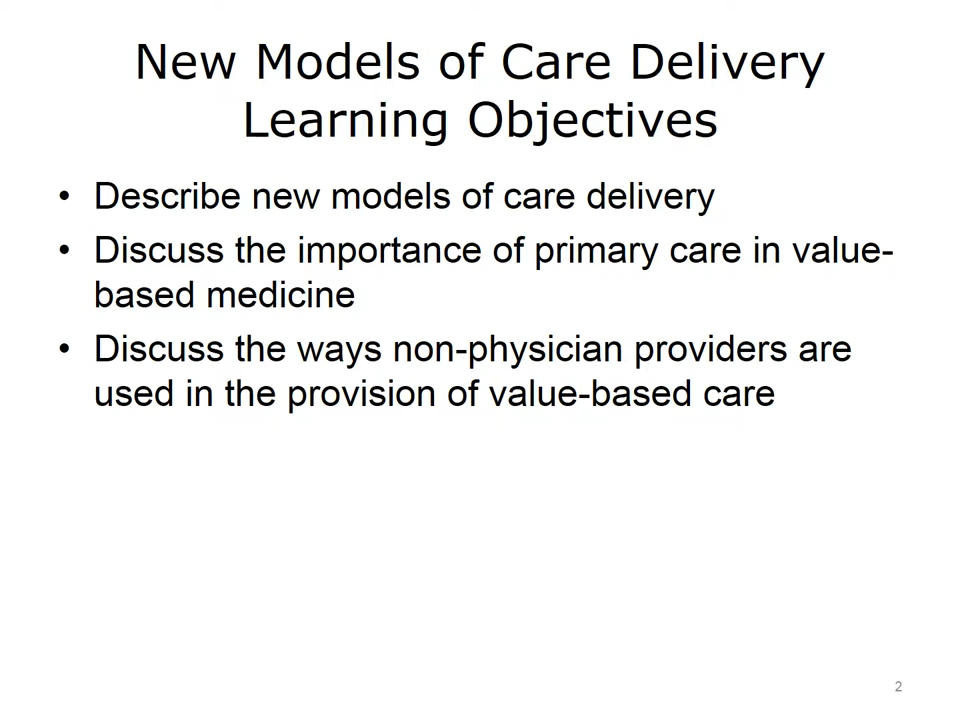 New Models of Care Delivery
Learning Objectives
• Describe new models of care delivery
• Discuss the importance of primary care in value-
based medicine
• Discuss the ways non-physician providers are
used in the provision of value-based care
2